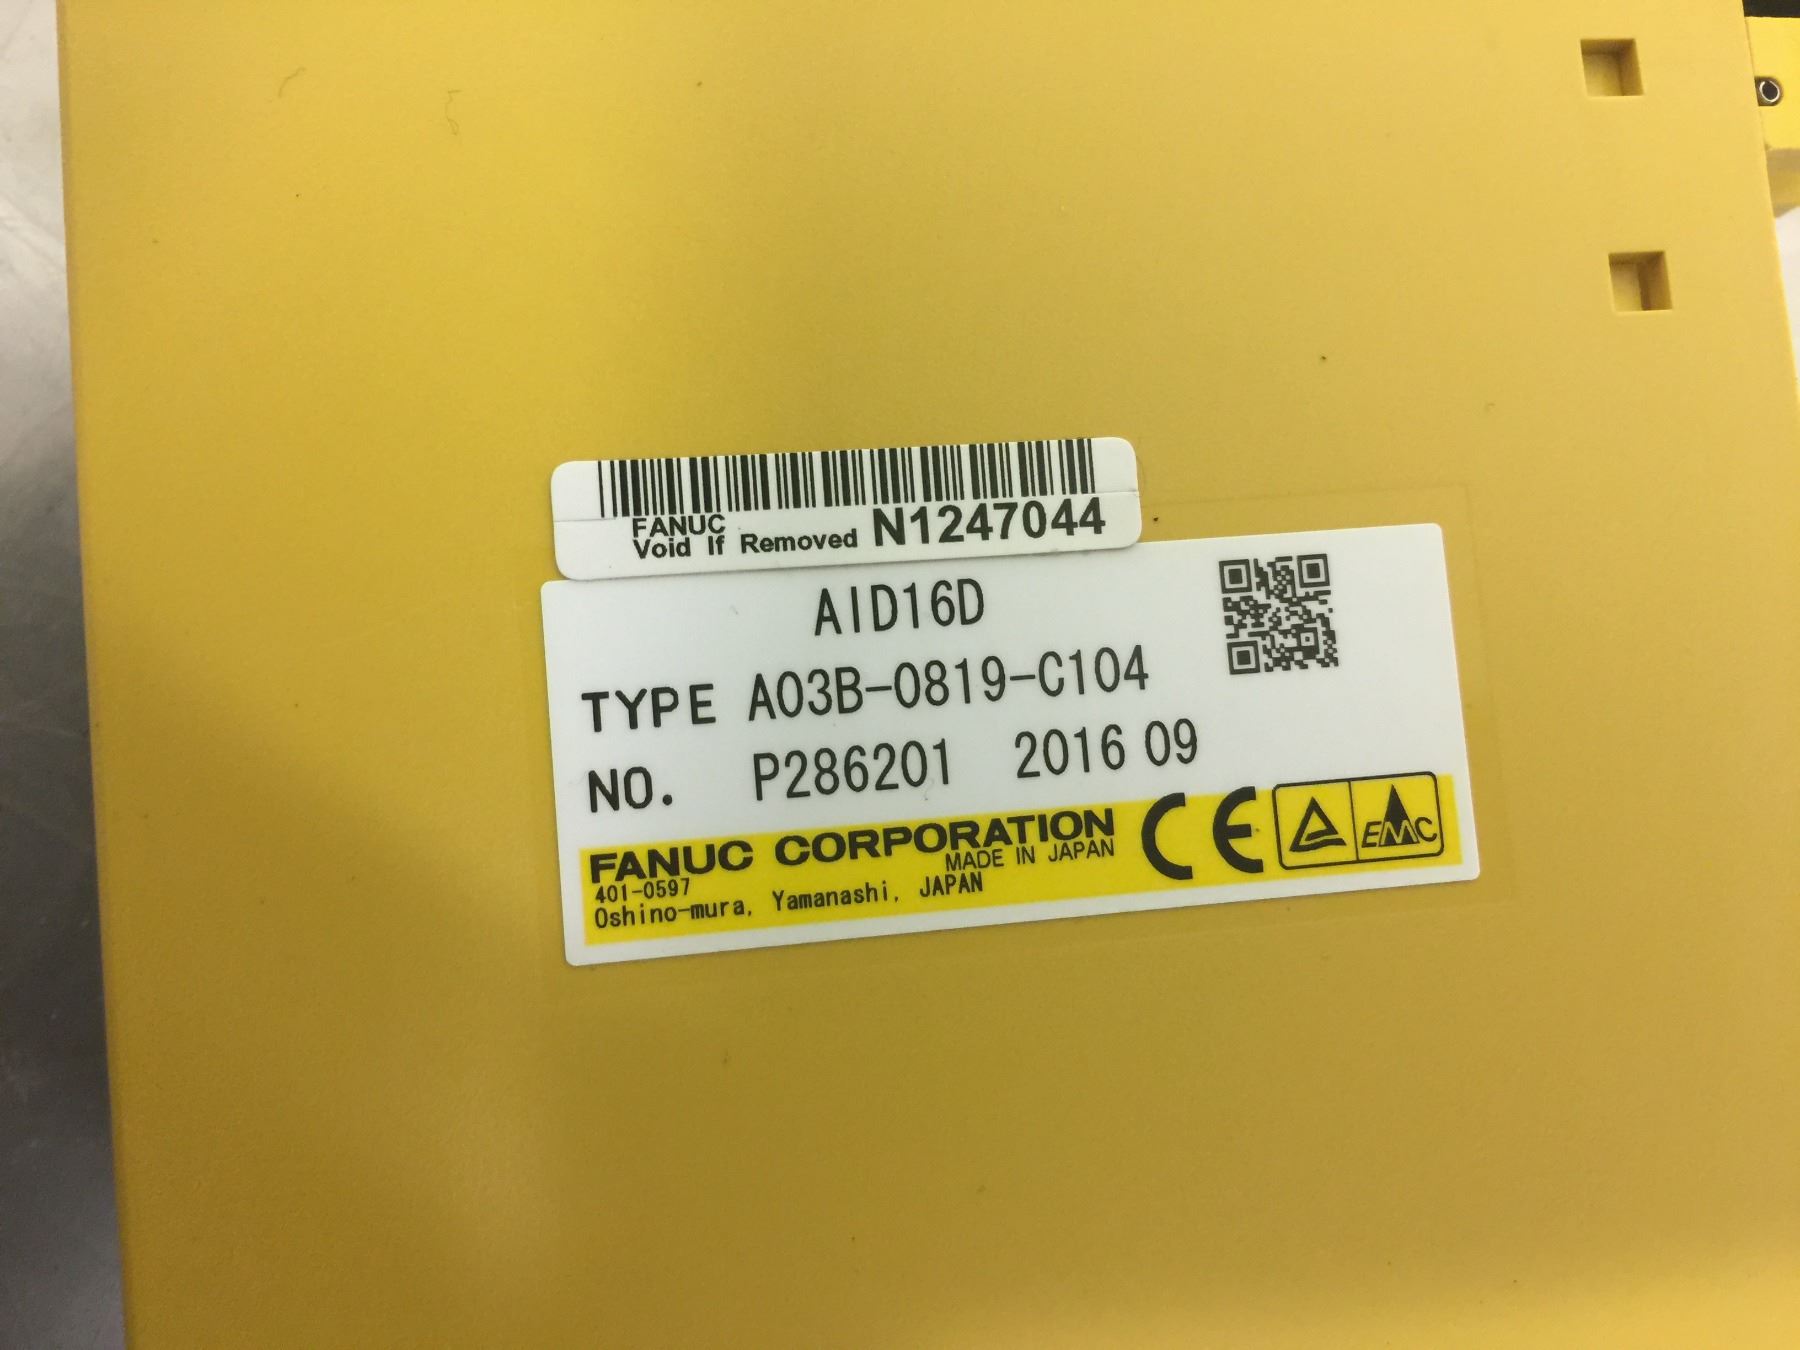 FANUC
Void If Removed N1247044
AID16D
TYPE A03B-0819-C104
NO. P286201 2016 09
FANUC CORPORATION
MADE IN JAPAN
401-0597
Oshino-mura, Yamanashi, JAPAN
CE
EMC